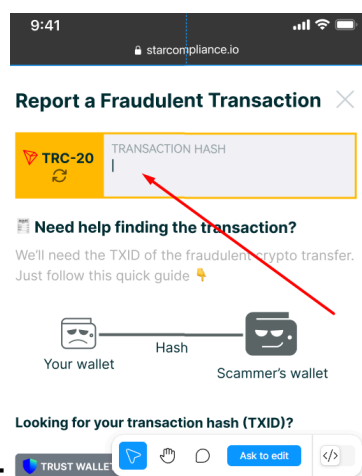 9:41
starcompliance.io
Report a Fraudulent Transaction
TRC-20
TRANSACTION HASH
Need help finding the transaction?
We'll need the TXID of the fraudulent crypto transfer.
Just follow this quick guide 👇
Hash
Your wallet
Scammer's wallet
Looking for your transaction hash (TXID)?
TRUST WALLE
Ask to edit
</>